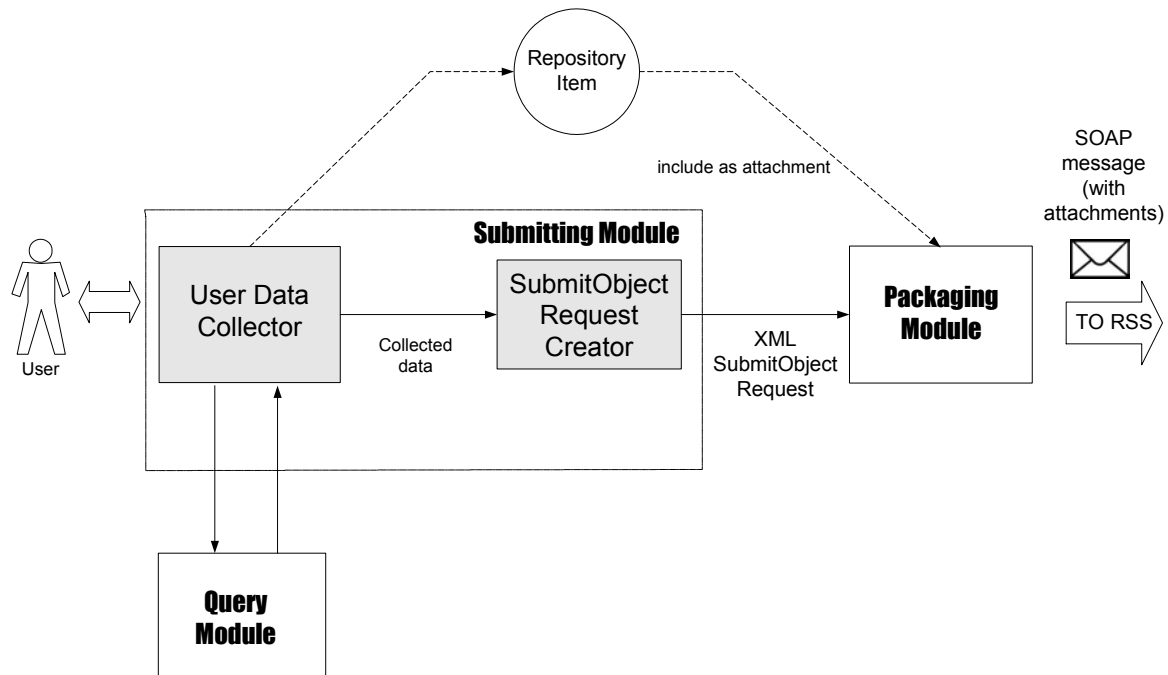 Repository
Item
include as attachment
SOAP
message
(with
attachments)
Submitting Module
User Data
Collector
SubmitObject
Request
Creator
Packaging
Module
TO RSS
User
Collected
data
XML
SubmitObject
Request
Query
Module